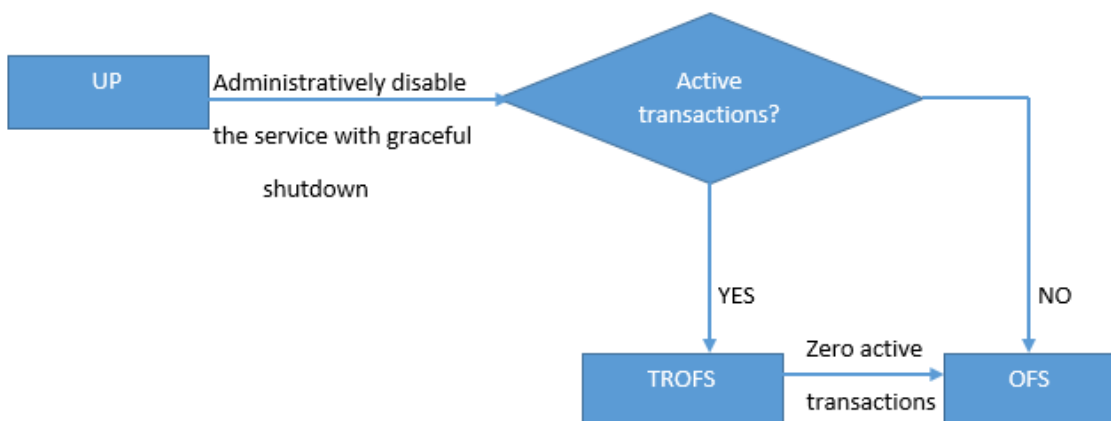 UP
Administratively disable
the service with graceful
shutdown
Active
transactions?
YES
NO
TROFS
Zero active
transactions
OFS